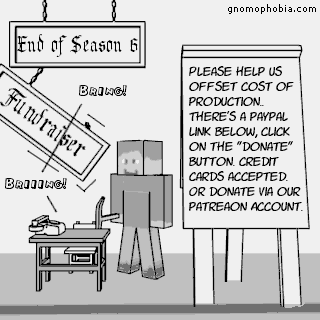 gnomophobia.com
End of Season 6
Fundraiser
BRING!
BRIIING!
PLEASE HELP US
OFFSET COST OF
PRODUCTION..
THERE'S A PAYPAL
LINK BELOW, CLICK
ON THE "DONATE"
BUTTON. CREDIT
CARDS ACCEPTED.
OR DONATE VIA OUR
PATREAON ACCOUNT.